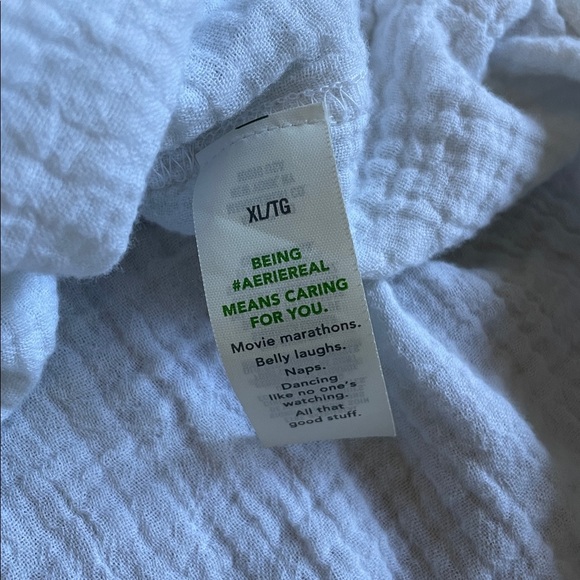 XL/TG
BEING
#AERIEREAL
MEANS CARING
FOR YOU.
Movie marathons.
Belly laughs.
Naps.
Dancing
like no one's
watching.
All that
good stuff.